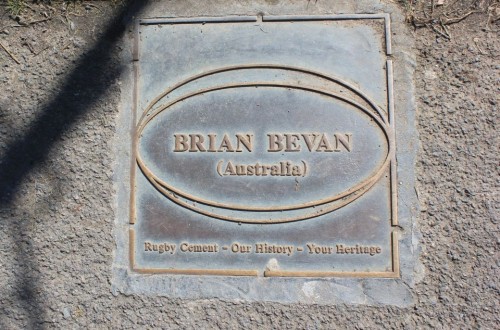 BRIAN BEVAN
(Australia)
Rugby Cement - Our History - Your Heritage